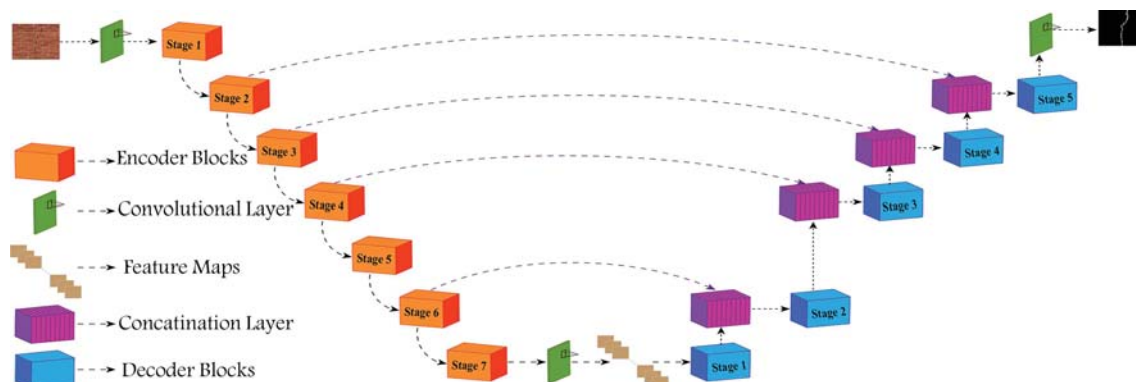 Stage 1
Stage 2
Stage 3
Stage 4
Stage 5
Stage 6
Stage 7
Stage 1
Stage 2
Stage 3
Stage 4
Stage 5
Encoder Blocks
Convolutional Layer
Feature Maps
Concatination Layer
Decoder Blocks